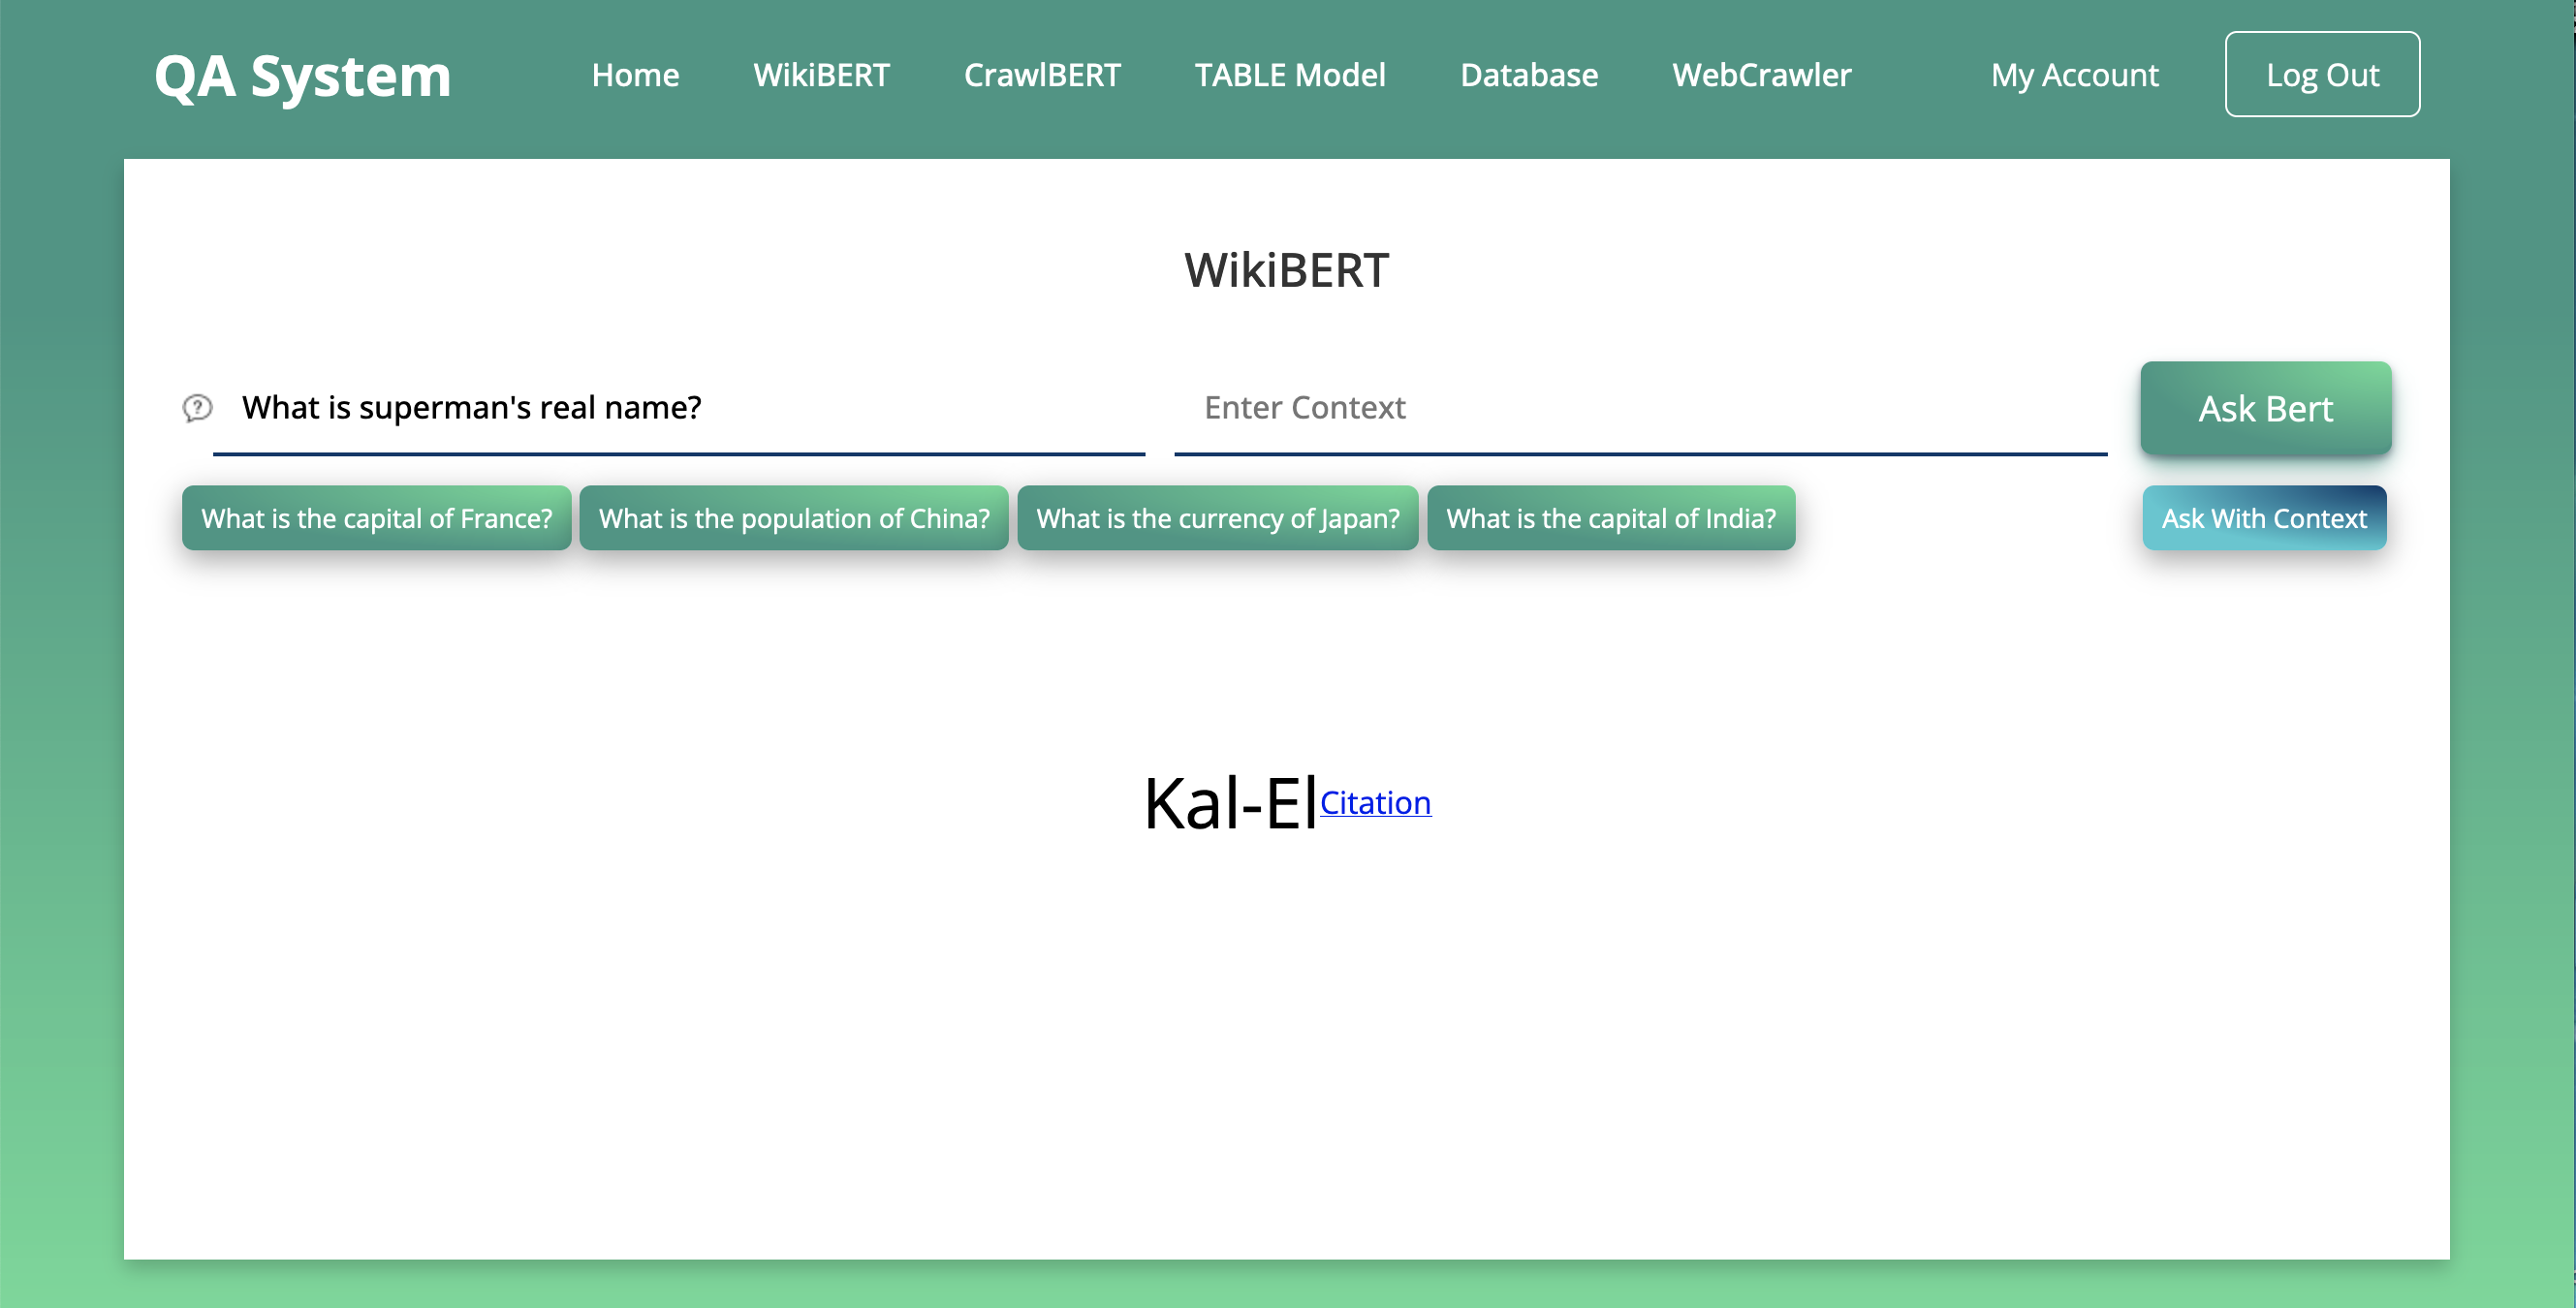 QA System Home WikiBERT CrawlBERT TABLE Model Database WebCrawler My Account Log Out
WikiBERT
What is superman's real name? Enter Context Ask Bert
What is the capital of France? What is the population of China? What is the currency of Japan? What is the capital of India? Ask With Context
Kal-El Citation